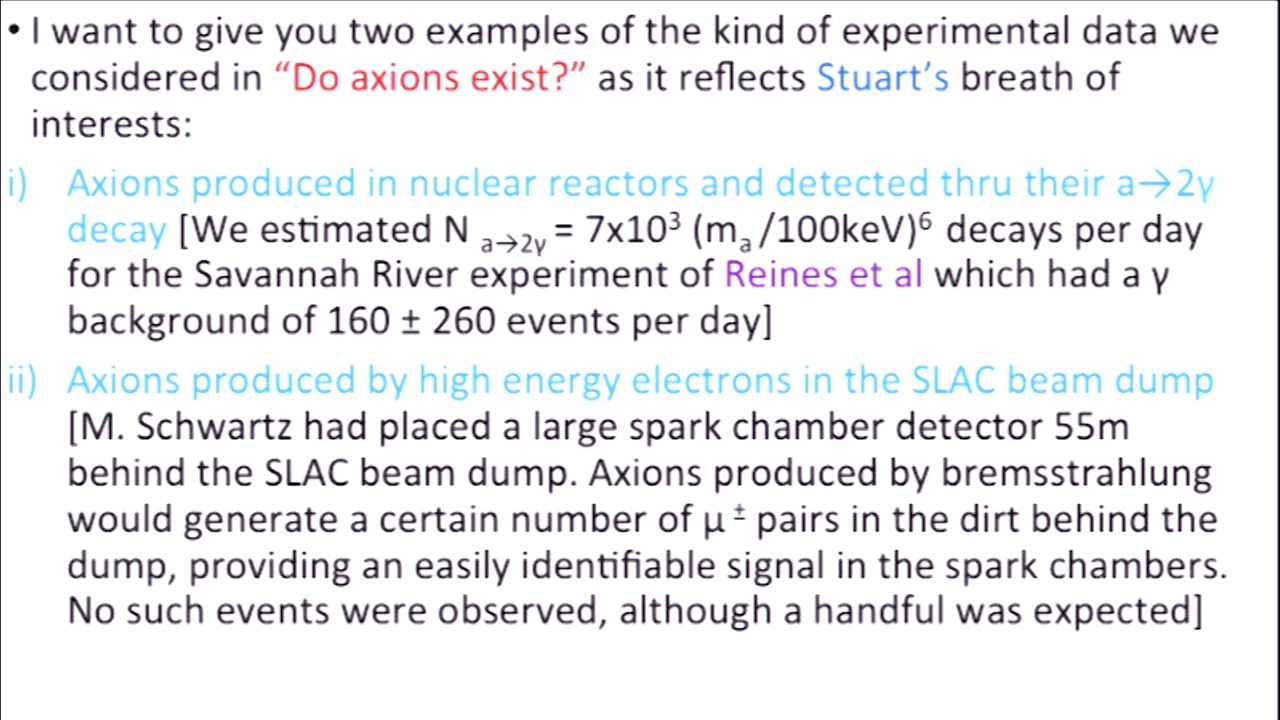 • I want to give you two examples of the kind of experimental data we
considered in “Do axions exist?” as it reflects Stuart’s breath of
interests:
i) Axions produced in nuclear reactors and detected thru their a→2γ
decay [We estimated N a→2γ = 7x10³ (mₐ/100keV)⁶ decays per day
for the Savannah River experiment of Reines et al which had a γ
background of 160 ± 260 events per day]
ii) Axions produced by high energy electrons in the SLAC beam dump
[M. Schwartz had placed a large spark chamber detector 55m
behind the SLAC beam dump. Axions produced by bremsstrahlung
would generate a certain number of μ ± pairs in the dirt behind the
dump, providing an easily identifiable signal in the spark chambers.
No such events were observed, although a handful was expected]